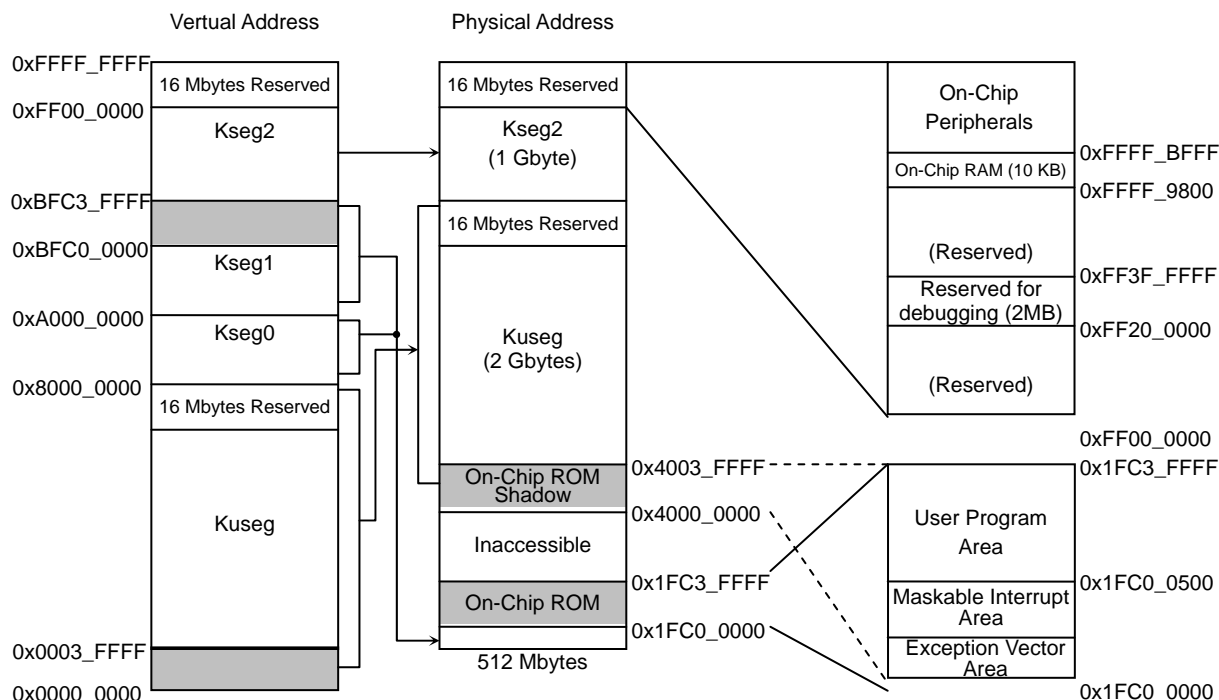 Vertual Address
Physical Address
0xFFFF_FFFF
16 Mbytes Reserved
0xFF00_0000
Kseg2
0xBFC3_FFFF
0xBFC0_0000
Kseg1
0xA000_0000
Kseg0
0x8000_0000
16 Mbytes Reserved
Kuseg
0x0003_FFFF
0x0000_0000
16 Mbytes Reserved
Kseg2
(1 Gbyte)
16 Mbytes Reserved
Kuseg
(2 Gbytes)
On-Chip ROM
Shadow
Inaccessible
On-Chip ROM
512 Mbytes
0x4003_FFFF
0x4000_0000
0x1FC3_FFFF
0x1FC0_0000
On-Chip
Peripherals
0xFFFF_BFFF
On-Chip RAM (10 KB)
0xFFFF_9800
(Reserved)
0xFF3F_FFFF
Reserved for
debugging (2MB)
0xFF20_0000
(Reserved)
0xFF00_0000
0x1FC3_FFFF
User Program
Area
0x1FC0_0500
Maskable Interrupt
Area
Exception Vector
Area
0x1FC0_0000